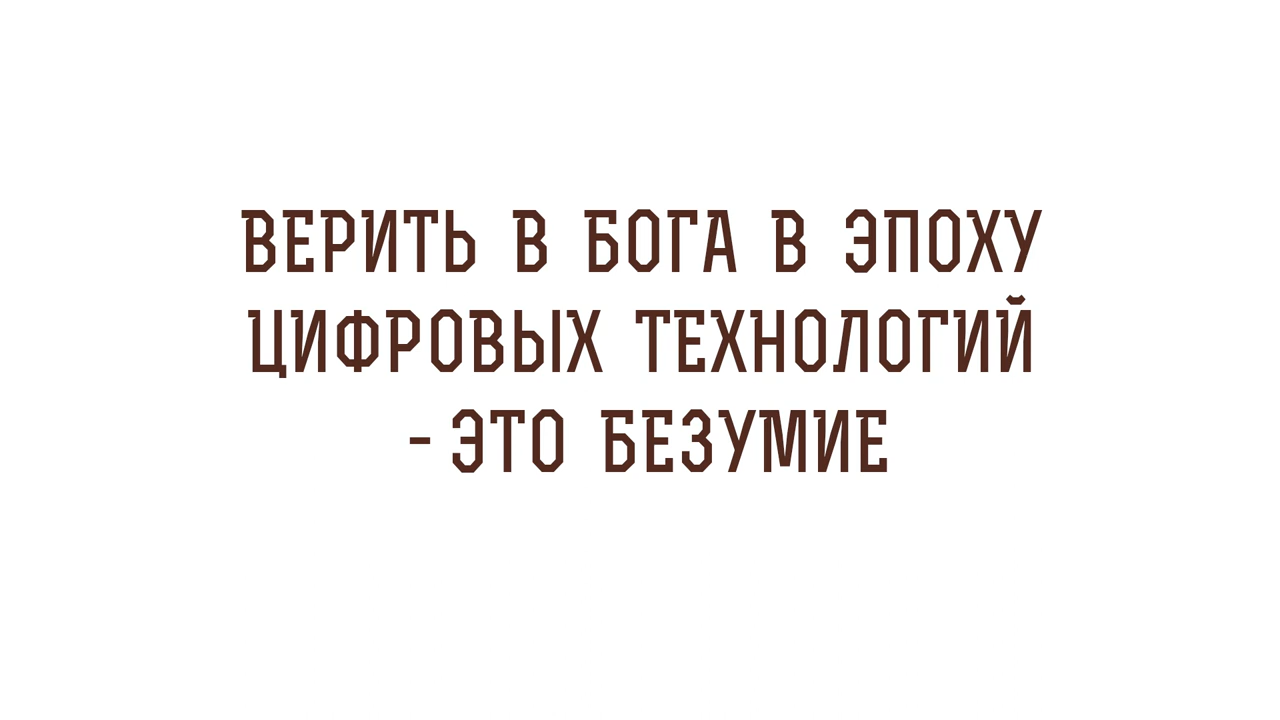 ВЕРИТЬ В БОГА В ЭПОХУ
ЦИФРОВЫХ ТЕХНОЛОГИЙ
- ЭТО БЕЗУМИЕ